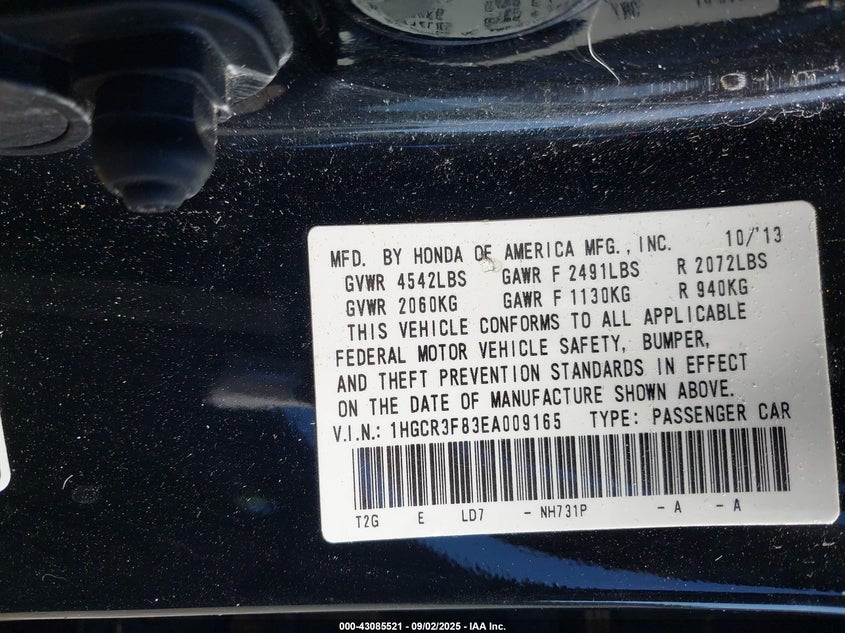 MFD. BY HONDA OF AMERICA MFG., INC. 10/'13
GVWR 4542LBS GAWR F 2491LBS R 2072LBS
GVWR 2060KG GAWR F 1130KG R 940KG
THIS VEHICLE CONFORMS TO ALL APPLICABLE
FEDERAL MOTOR VEHICLE SAFETY, BUMPER,
AND THEFT PREVENTION STANDARDS IN EFFECT
ON THE DATE OF MANUFACTURE SHOWN ABOVE.
V.I.N.: 1HGCR3F83EA009165 TYPE: PASSENGER CAR
T2G E LD7 - NH731P - A - A
000-43085521 - 09/02/2025 - IAA Inc.